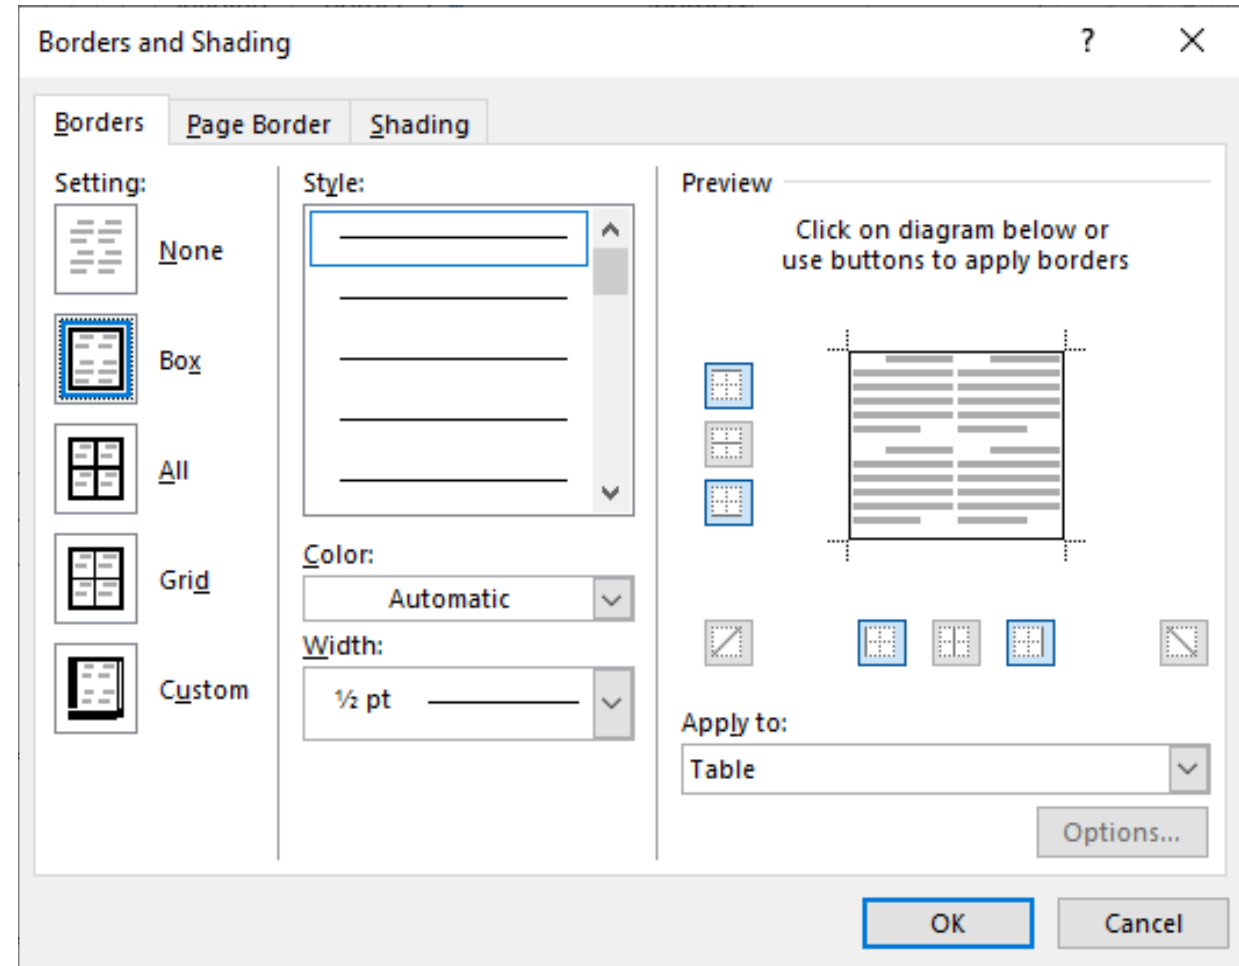 Borders and Shading
?
Borders
Page Border
Shading
Setting:
None
Box
All
Grid
Custom
Style:
Color:
Automatic
Width:
½ pt
Preview
Click on diagram below or
use buttons to apply borders
Apply to:
Table
Options...
OK
Cancel